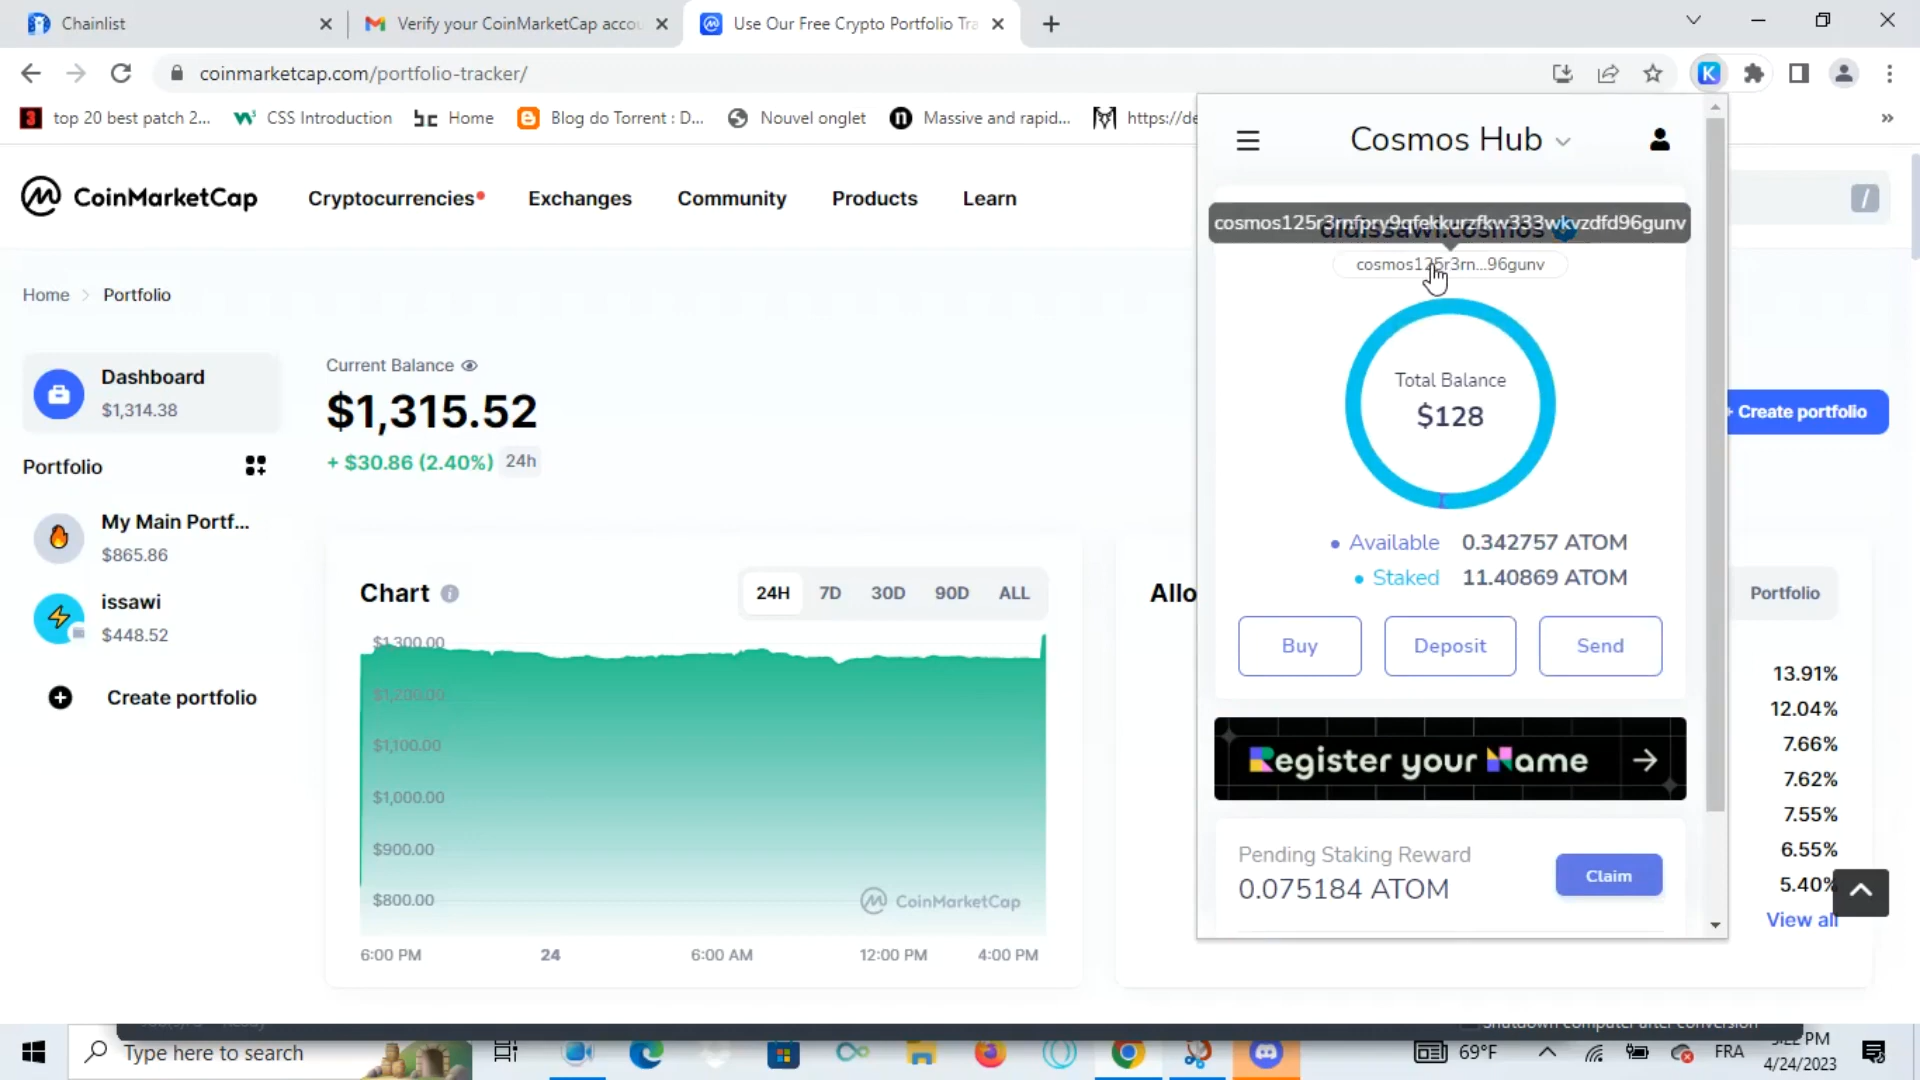 Chainlist
Verify your CoinMarketCap accou
Use Our Free Crypto Portfolio Tra
coinmarketcap.com/portfolio-tracker/
K
top 20 best patch 2...
CSS Introduction
Home
Blog do Torrent : D...
Nouvel onglet
Massive and rapid...
https://de
»
CoinMarketCap
Cryptocurrencies
Exchanges
Community
Products
Learn
/
Home > Portfolio
Dashboard
$1,314.38
Portfolio
My Main Portf...
$865.86
issawi
$448.52
Create portfolio
Current Balance
$1,315.52
+ $30.86 (2.40%) 24h
+ Create portfolio
Chart
24H 7D 30D 90D ALL
$1,300.00
$1,200.00
$1,100.00
$1,000.00
$900.00
$800.00
CoinMarketCap
6:00 PM 24 6:00 AM 12:00 PM 4:00 PM
Allo
Portfolio
13.91%
12.04%
7.66%
7.62%
7.55%
6.55%
5.40%
View all
Cosmos Hub
cosmos125r3rnfpry9qfekkurzfkw333wkvzdfd96gunv
cosmos125r3rn...96gunv
Total Balance
$128
Available 0.342757 ATOM
Staked 11.40869 ATOM
Buy
Deposit
Send
Register your Name
Pending Staking Reward
0.075184 ATOM
Claim
Shutdown computer after conversion
Type here to search
69°F
FRA
PM
4/24/2023